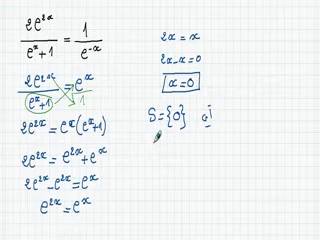 2e^{2x}/(e^x+1) = 1/e^{-x}
2e^{2x}/(e^x+1) = e^x/1
2e^{2x} = e^x(e^x+1)
2e^{2x} = e^{2x}+e^x
2e^{2x}-e^{2x} = e^x
e^{2x} = e^x
2x = x
2x-x=0
x=0
S={0}